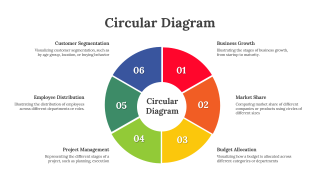 Circular Diagram
Customer Segmentation
Visualizing customer segmentation, such as
by age group, location, or buying behavior
Business Growth
Illustrating the stages of business growth,
from startup to maturity.
06
01
Employee Distribution
Illustrating the distribution of employees
across different departments or roles.
05
Circular
Diagram
02
Market Share
Comparing market share of different
companies or products using circles of
different sizes.
04
03
Project Management
Representing the different stages of a
project, such as planning, execution
Budget Allocation
Visualizing how a budget is allocated across
different categories or departments.